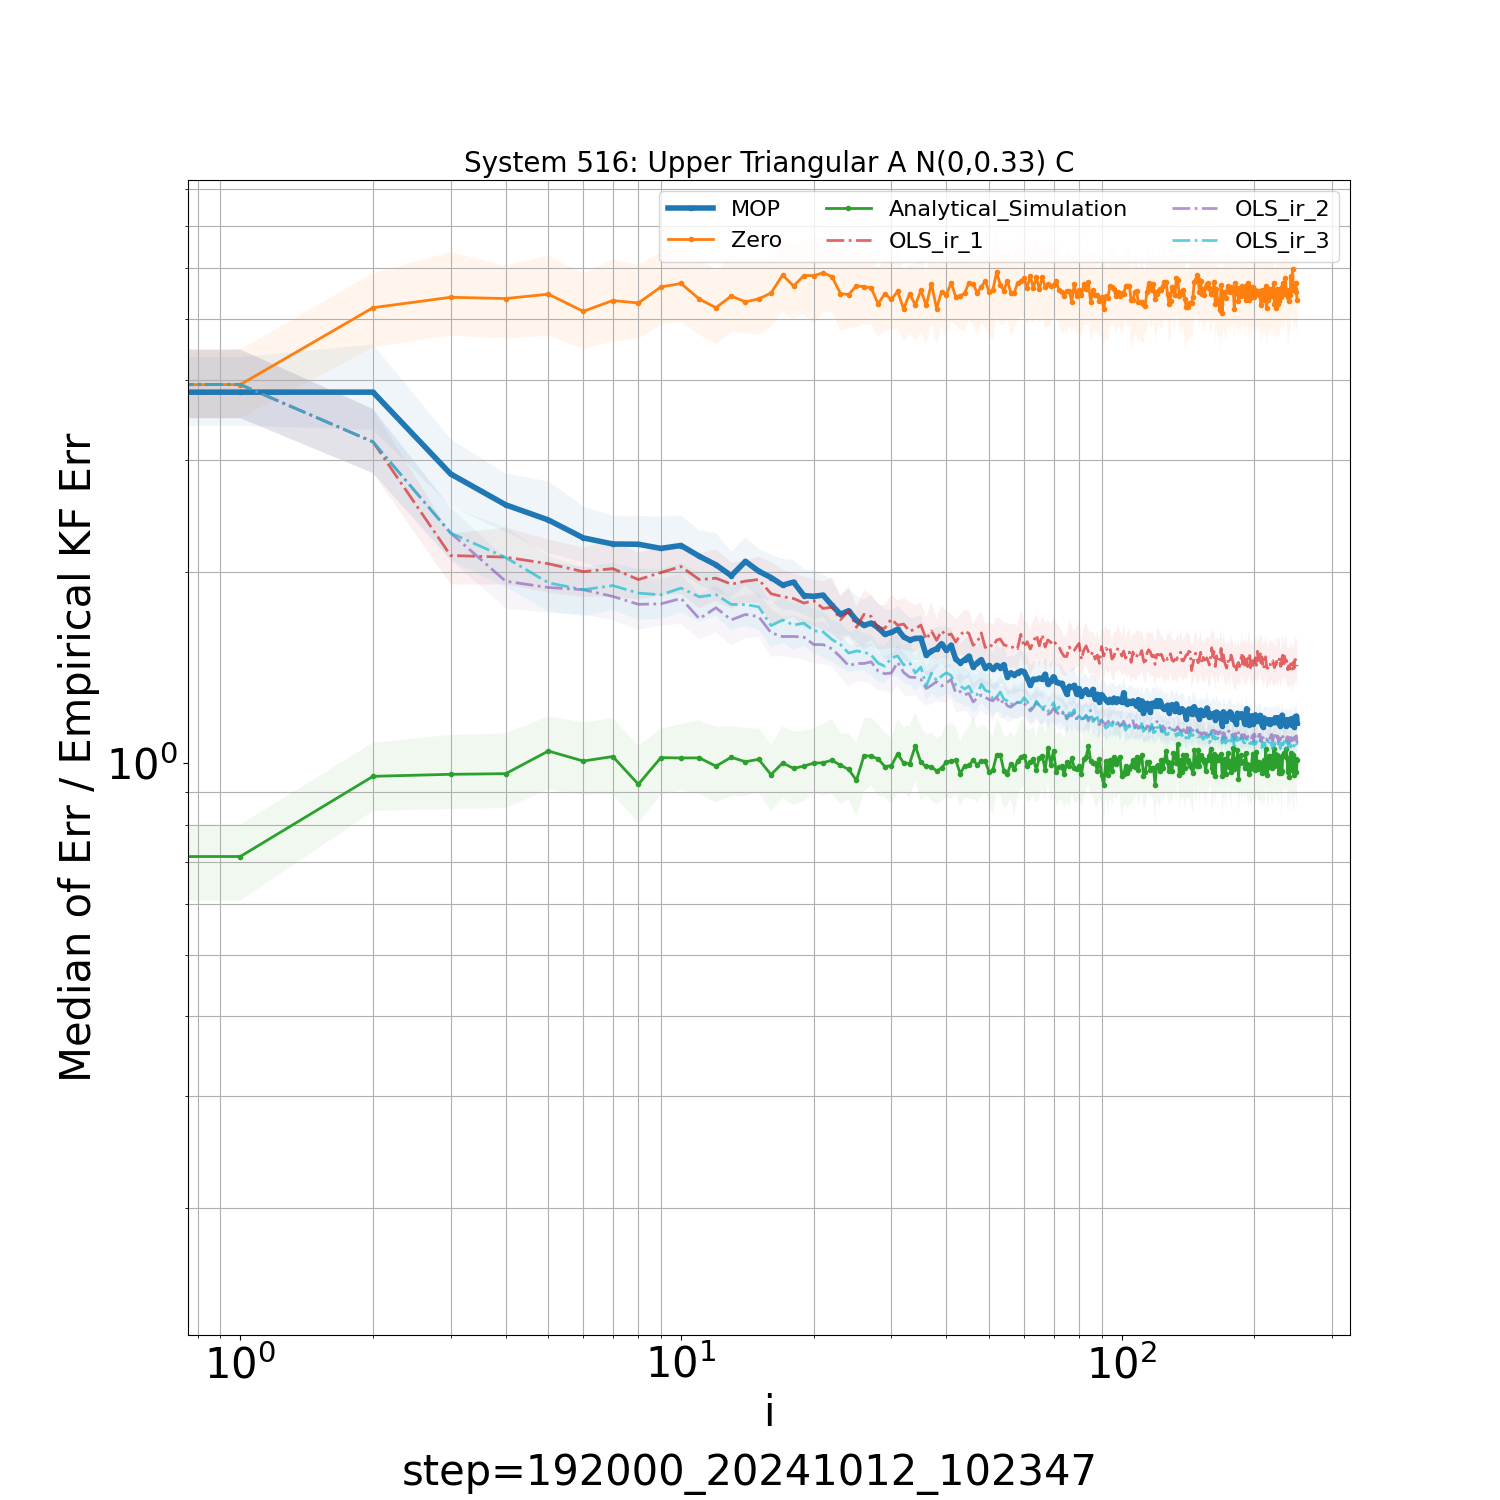 System 516: Upper Triangular A N(0,0.33) C
MOP
Zero
Analytical_Simulation
OLS_ir_1
OLS_ir_2
OLS_ir_3
Median of Err / Empirical KF Err
10⁰
10⁰ 10¹ 10²
i
step=192000_20241012_102347